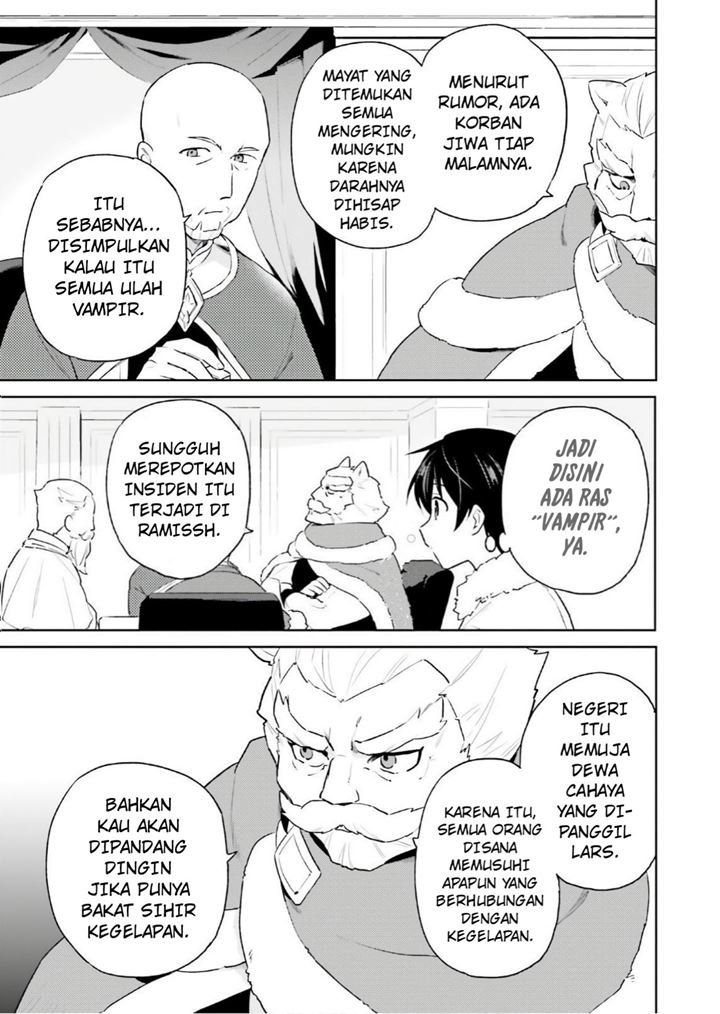 MENURUT
RUMOR, ADA
KORBAN
JIWA TIAP
MALAMNYA.
MAYAT YANG
DITEMUKAN
SEMUA
MENGERING,
MUNGKIN
KARENA
DARAHNYA
DIHISAP
HABIS.
ITU
SEBABNYA...
DISIMPULKAN
KALAU ITU
SEMUA ULAH
VAMPIR.
JADI
DISINI
ADA RAS
"VAMPIR",
YA.
SUNGGUH
MEREPOTKAN
INSIDEN ITU
TERJADI DI
RAMISSH.
NEGERI
ITU
MEMUJA
DEWA
CAHAYA
YANG DI-
PANGGIL
LARS.
KARENA ITU,
SEMUA ORANG
DISANA
MEMUSUHI
APAPUN YANG
BERHUBUNGAN
DENGAN
KEGELAPAN.
BAHKAN
KAU AKAN
DIPANDANG
DINGIN
JIKA PUNYA
BAKAT SIHIR
KEGELAPAN.